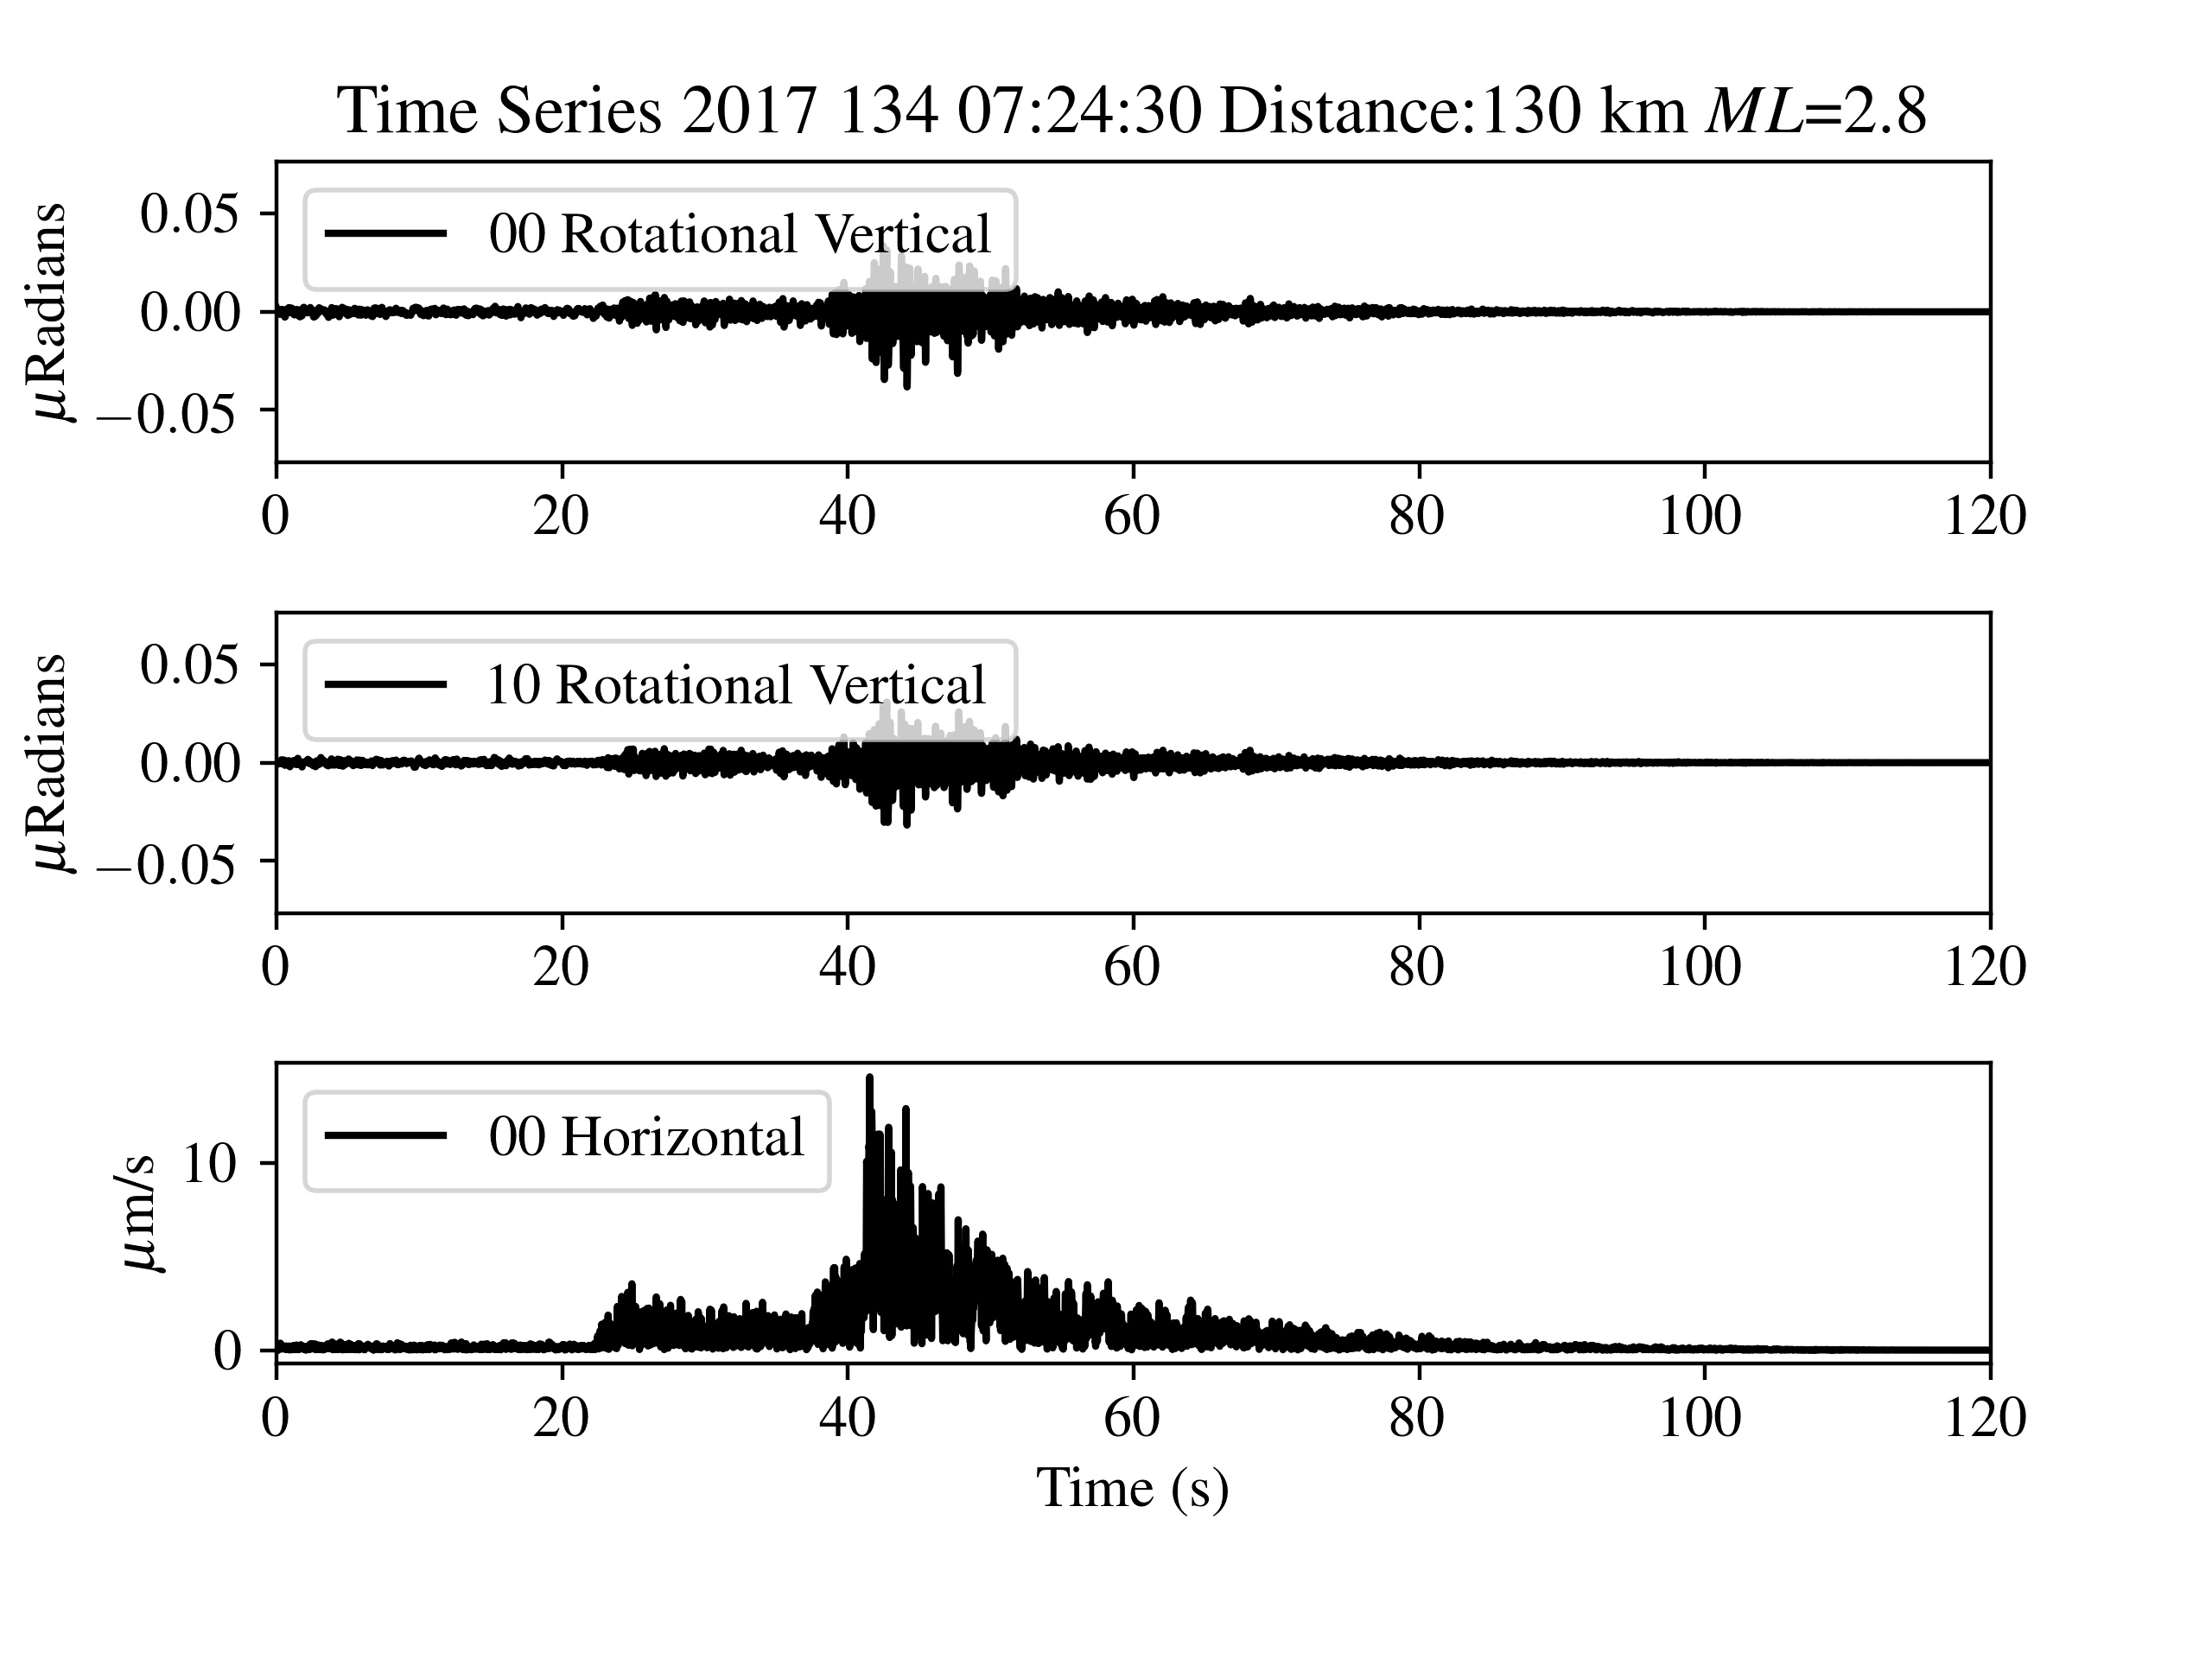 Time Series 2017 134 07:24:30 Distance:130 km ML=2.8
μRadians
0.05
0.00
−0.05
00 Rotational Vertical
0 20 40 60 80 100 120
μRadians
0.05
0.00
−0.05
10 Rotational Vertical
0 20 40 60 80 100 120
μm/s
10
0
00 Horizontal
0 20 40 60 80 100 120
Time (s)